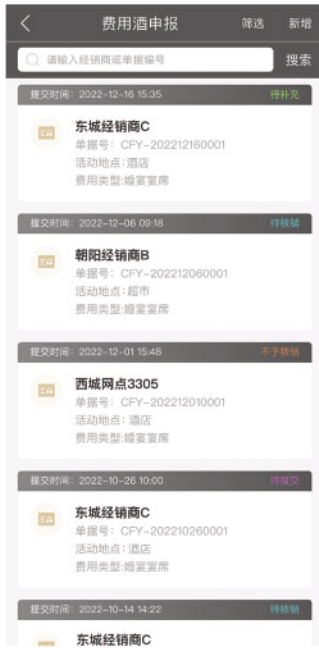 费用酒申报 筛选 新增
请输入经销商或单据编号 搜索
提交时间：2022-12-16 15:35 待补充
东城经销商C
单据号：CFY-202212160001
活动地点：酒店
费用类型:婚宴宴席
提交时间：2022-12-06 09:18 待核销
朝阳经销商B
单据号：CFY-202212060001
活动地点：超市
费用类型:婚宴宴席
提交时间：2022-12-01 15:48 不予核销
西城网点3305
单据号：CFY-202212010001
活动地点：酒店
费用类型:婚宴宴席
提交时间：2022-10-26 10:00 待提交
东城经销商C
单据号：CFY-202210260001
活动地点：酒店
费用类型:婚宴宴席
提交时间：2022-10-14 14:22 待核销
东城经销商C